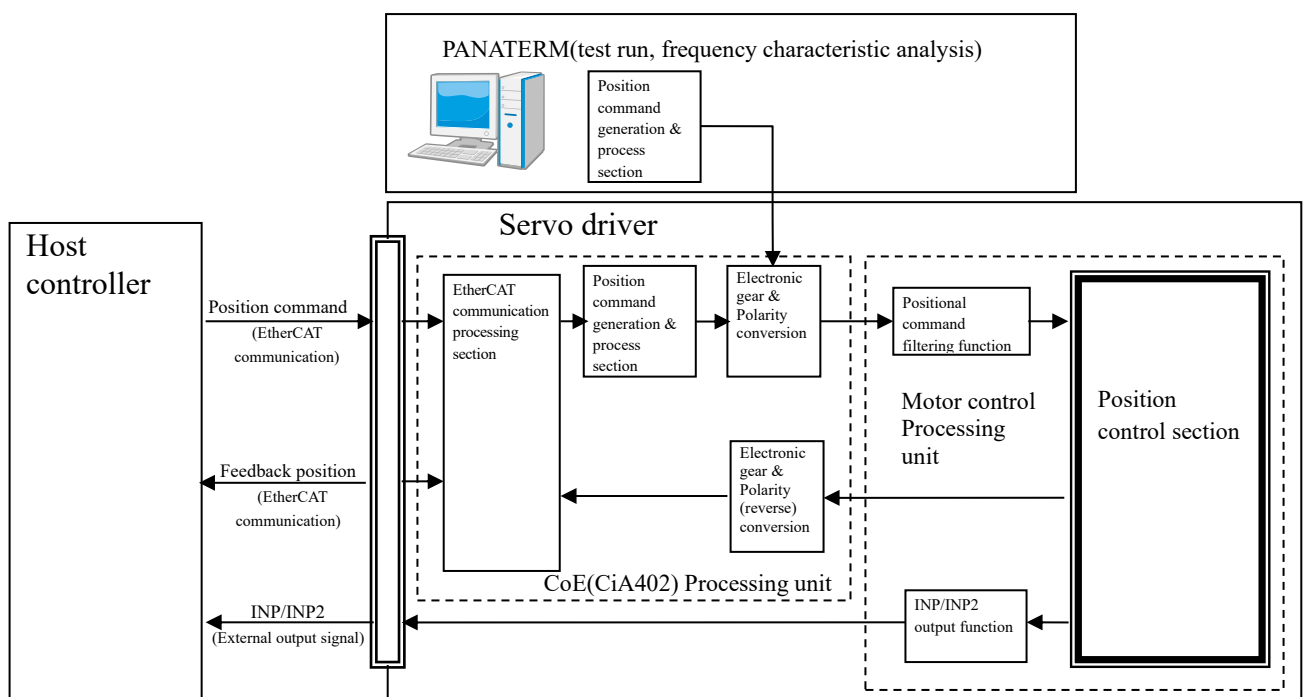 PANATERM(test run, frequency characteristic analysis)
Position
command
generation &
process
section
Servo driver
Host
controller
Position command
(EtherCAT
communication)
EtherCAT
communication
processing
section
Position
command
generation &
process
section
Electronic
gear &
Polarity
conversion
Positional
command
filtering function
Motor control
Processing
unit
Position
control section
Feedback position
(EtherCAT
communication)
Electronic
gear &
Polarity
(reverse)
conversion
CoE(CiA402) Processing unit
INP/INP2
(External output signal)
INP/INP2
output function